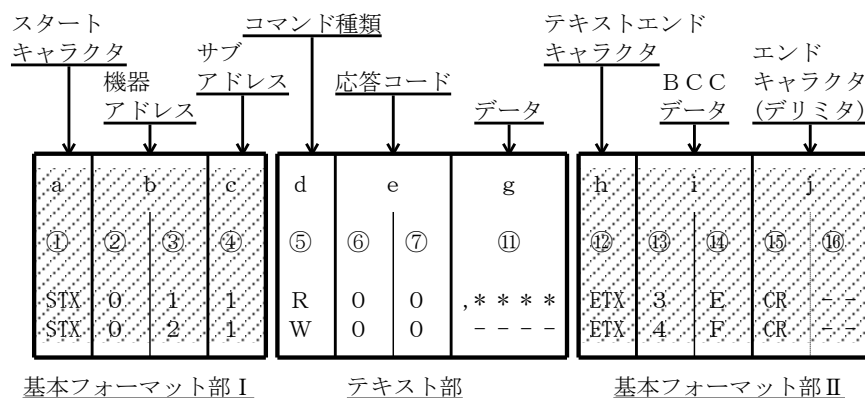 スタート
キャラクタ
機器
アドレス
サブ
アドレス
コマンド種類
応答コード
データ
テキストエンド
キャラクタ
BCC
データ
エンド
キャラクタ
(デリミタ)
a b c d e g h i j
① ② ③ ④ ⑤ ⑥ ⑦ ⑪ ⑫ ⑬ ⑭ ⑮ ⑯
STX 0 1 1 R 0 0 ,**** ETX 3 E CR --
STX 0 2 1 W 0 0 ---- ETX 4 F CR --
基本フォーマット部Ⅰ テキスト部 基本フォーマット部Ⅱ